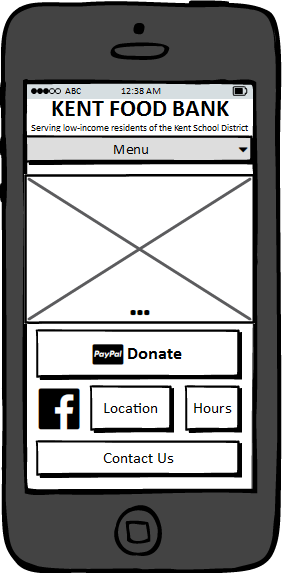 ABC 12:38 AM
KENT FOOD BANK
Serving low-income residents of the Kent School District
Menu
PayPal Donate
f
Location Hours
Contact Us